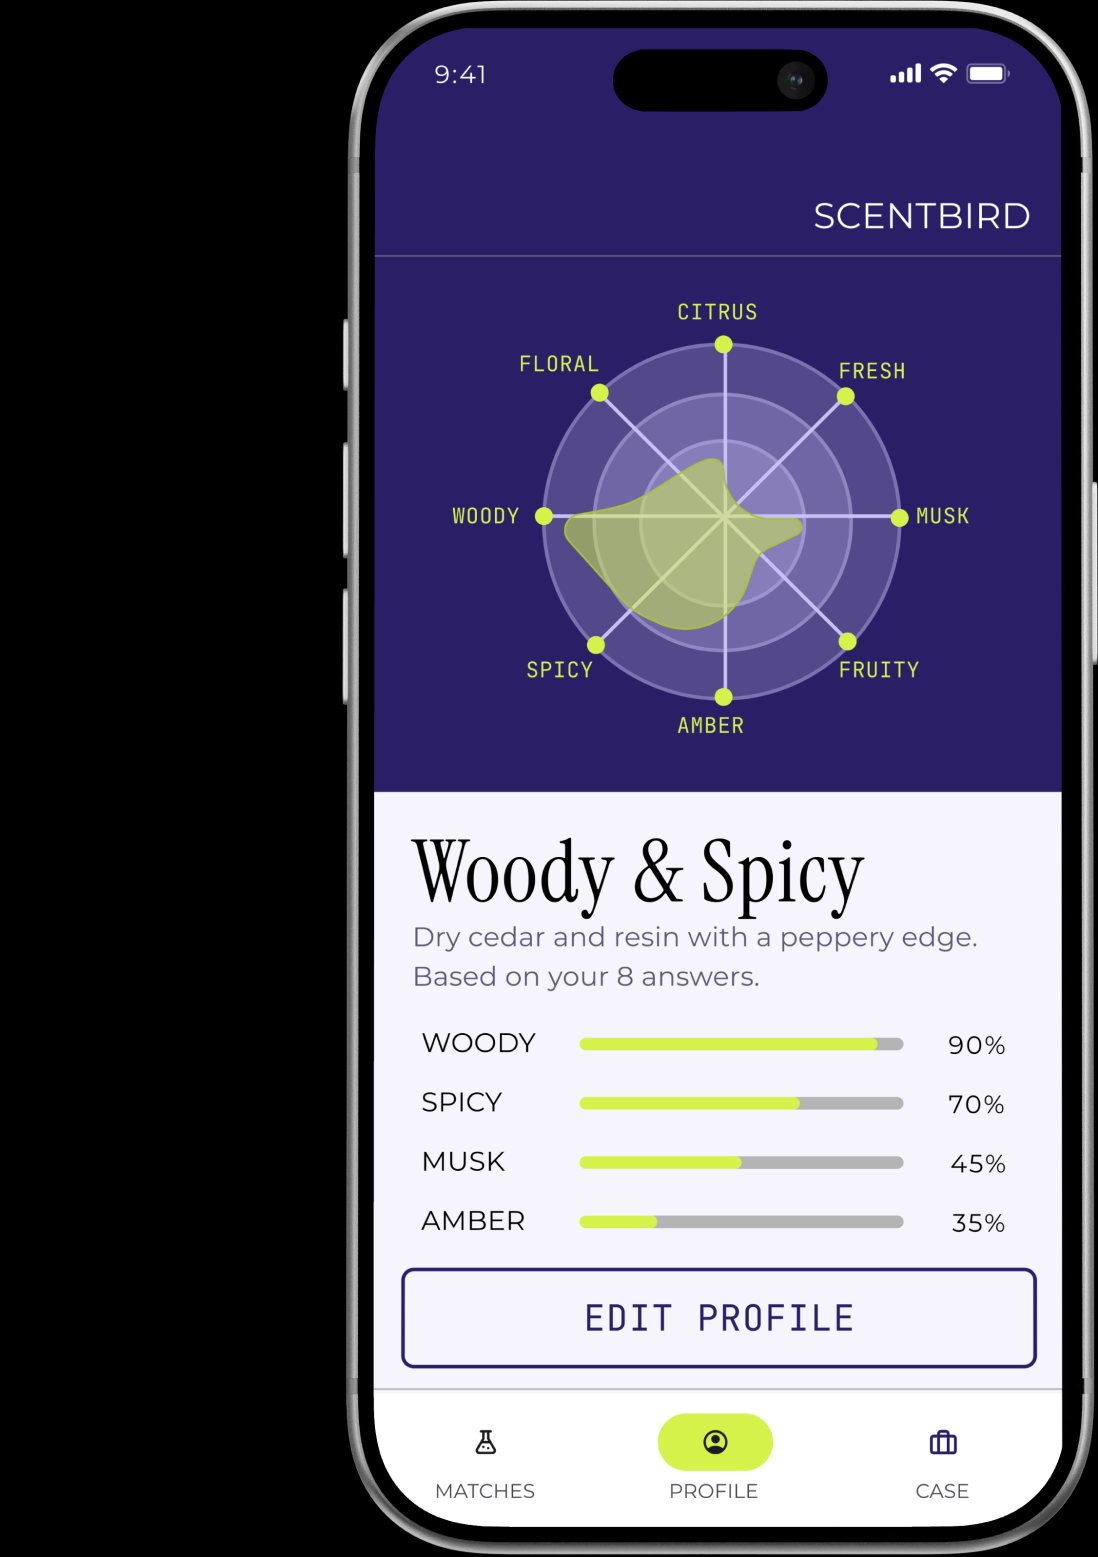 9:41
SCENTBIRD
CITRUS
FLORAL
FRESH
WOODY
MUSK
SPICY
FRUITY
AMBER
Woody & Spicy
Dry cedar and resin with a peppery edge.
Based on your 8 answers.
WOODY 90%
SPICY 70%
MUSK 45%
AMBER 35%
EDIT PROFILE
MATCHES PROFILE CASE